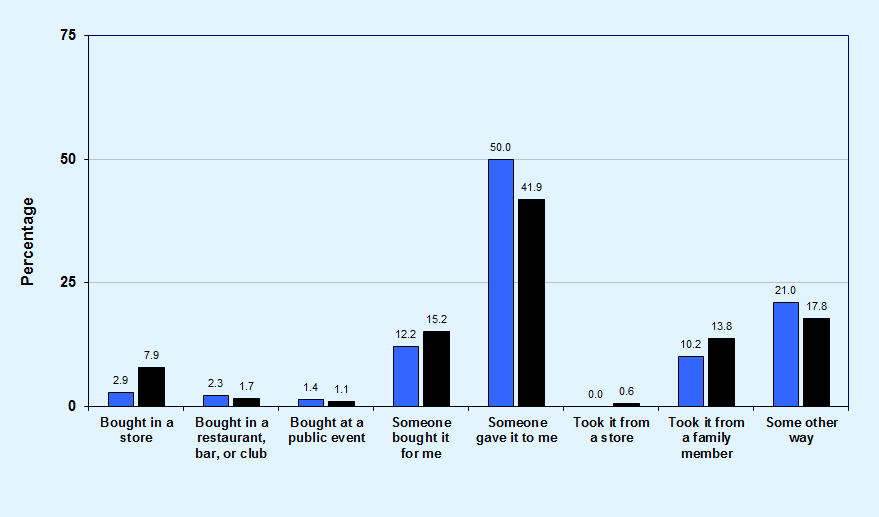 75
50
25
0
Percentage
2.9
7.9
2.3
1.7
1.4
1.1
12.2
15.2
50.0
41.9
0.0
0.6
10.2
13.8
21.0
17.8
Bought in a
store
Bought in a
restaurant,
bar, or club
Bought at a
public event
Someone
bought it
for me
Someone
gave it to me
Took it from
a store
Took it from
a family
member
Some other
way